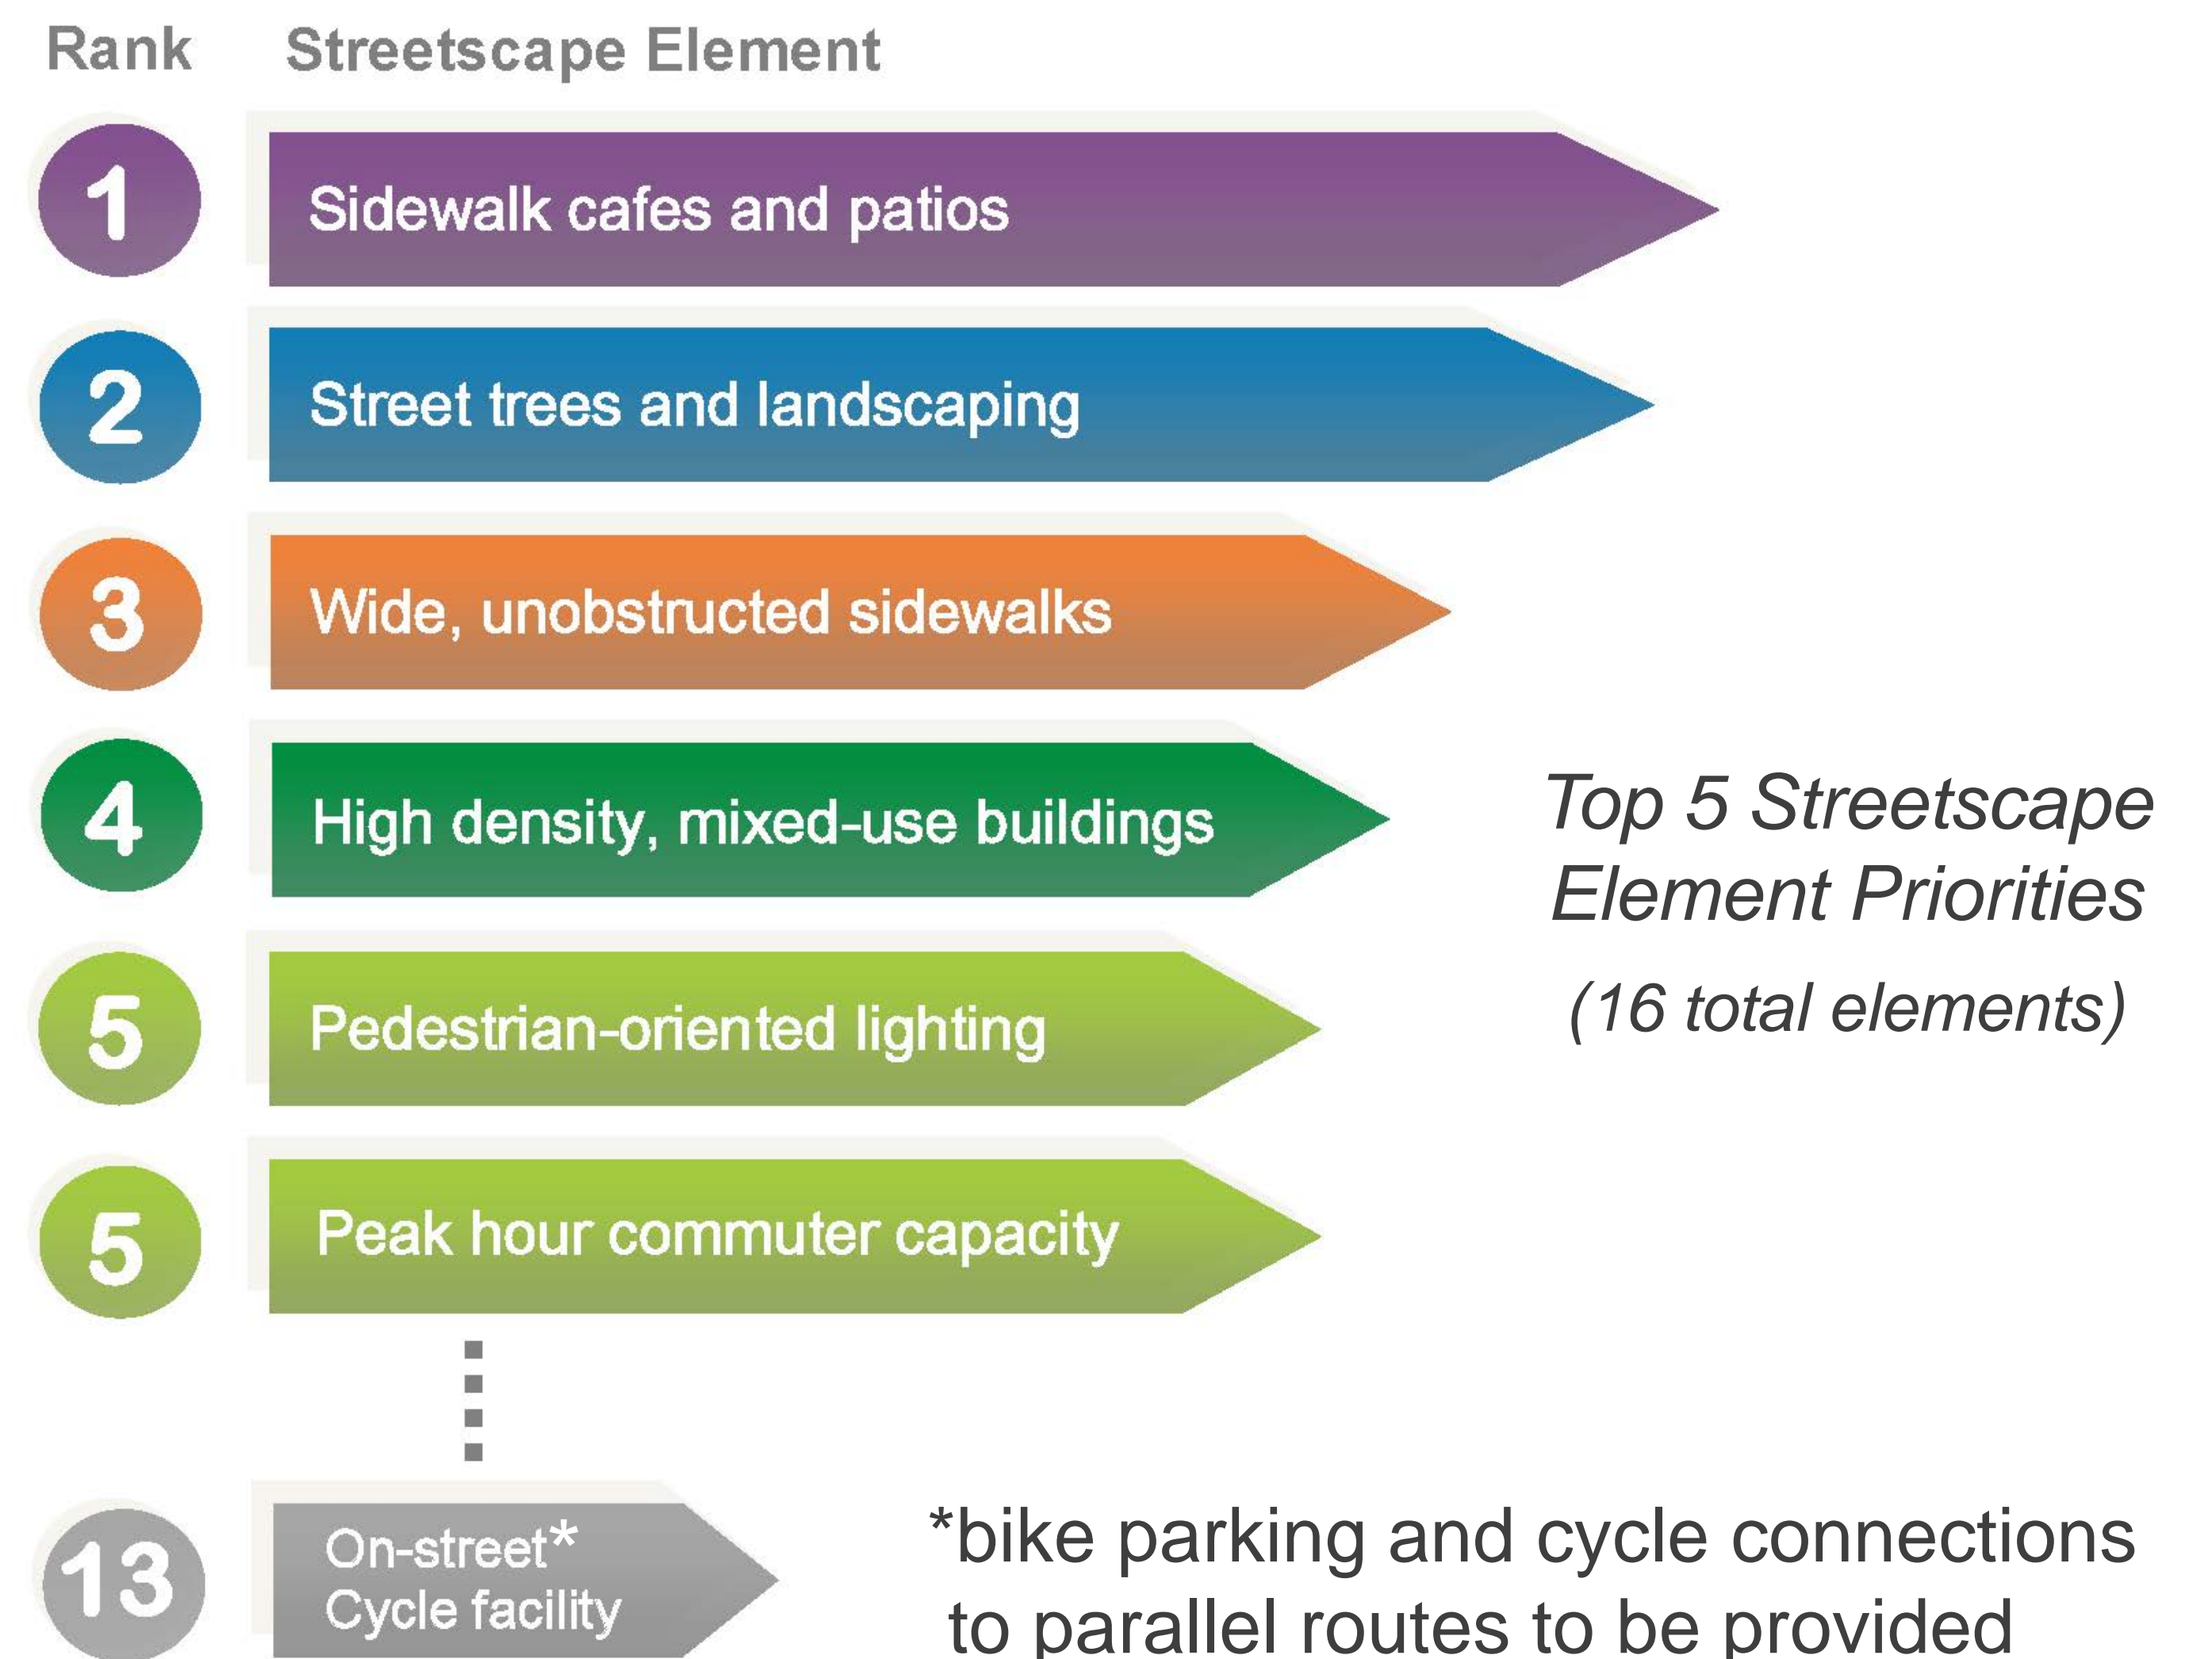 Rank Streetscape Element
1 Sidewalk cafes and patios
2 Street trees and landscaping
3 Wide, unobstructed sidewalks
4 High density, mixed-use buildings
5 Pedestrian-oriented lighting
5 Peak hour commuter capacity
Top 5 Streetscape
Element Priorities
(16 total elements)
13 On-street*
Cycle facility
*bike parking and cycle connections
to parallel routes to be provided